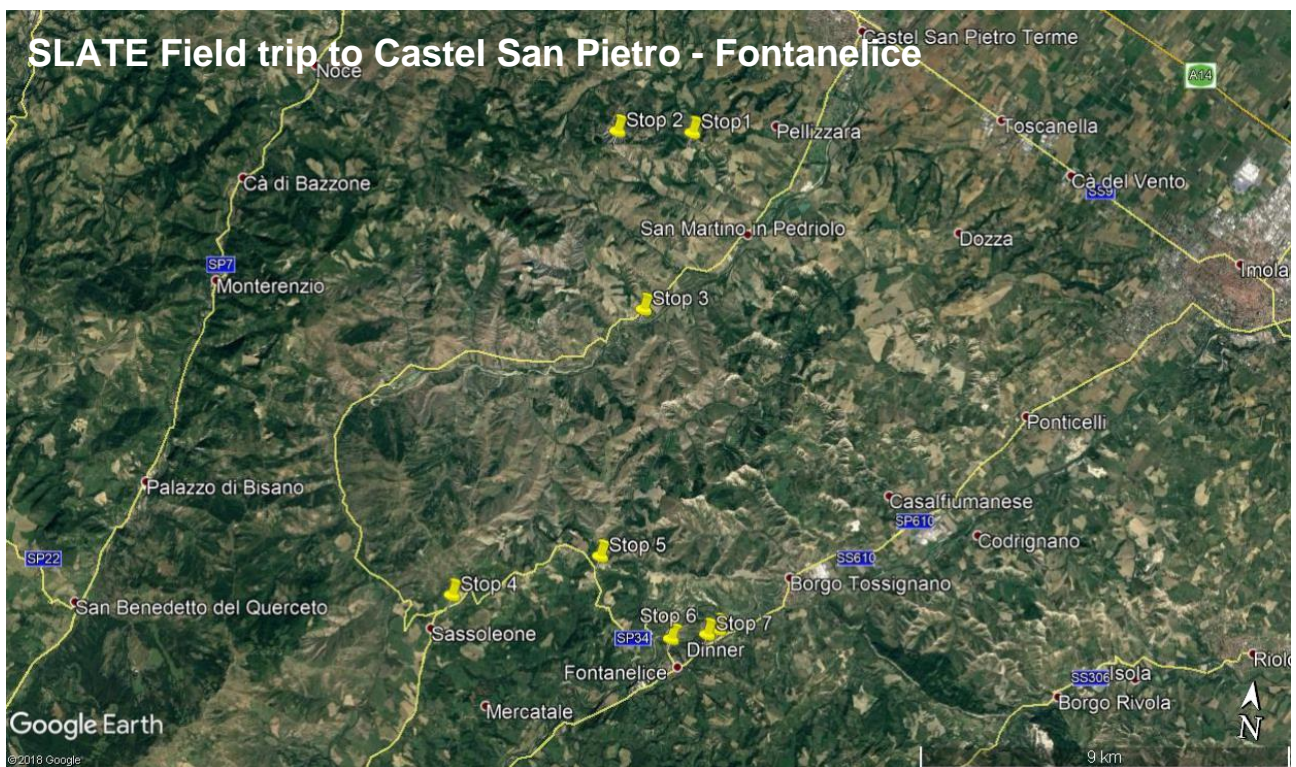 SLATE Field trip to Castel San Pietro - Fontanelice
Castel San Pietro Terme
Noce
A14
Stop 2
Stop1
Pellizzara
Toscanella
Cà di Bazzone
Cà del Vento
SS9
San Martino in Pedriolo
Dozza
SP7
Imola
Monterenzio
Stop 3
Ponticelli
Palazzo di Bisano
Casalfiumanese
SP610
Codrignano
Stop 5
SP22
SS610
Stop 4
Borgo Tossignano
San Benedetto del Querceto
Stop 6
Stop 7
Sassoleone
SP34
Dinner
Fontanelice
Riolo
SS306
Isola
Borgo Rivola
Mercatale
Google Earth
N
©2018 Google
9 km